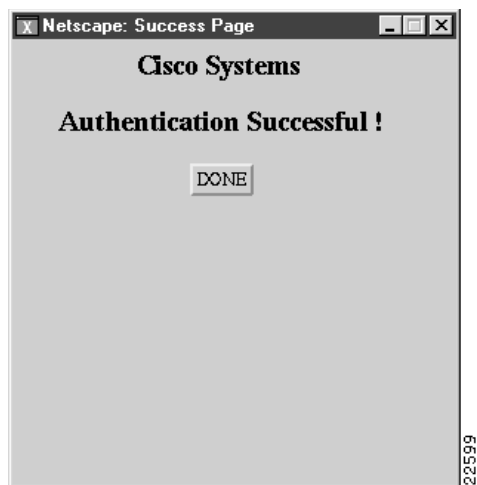 Netscape: Success Page
Cisco Systems
Authentication Successful !
DONE
22599